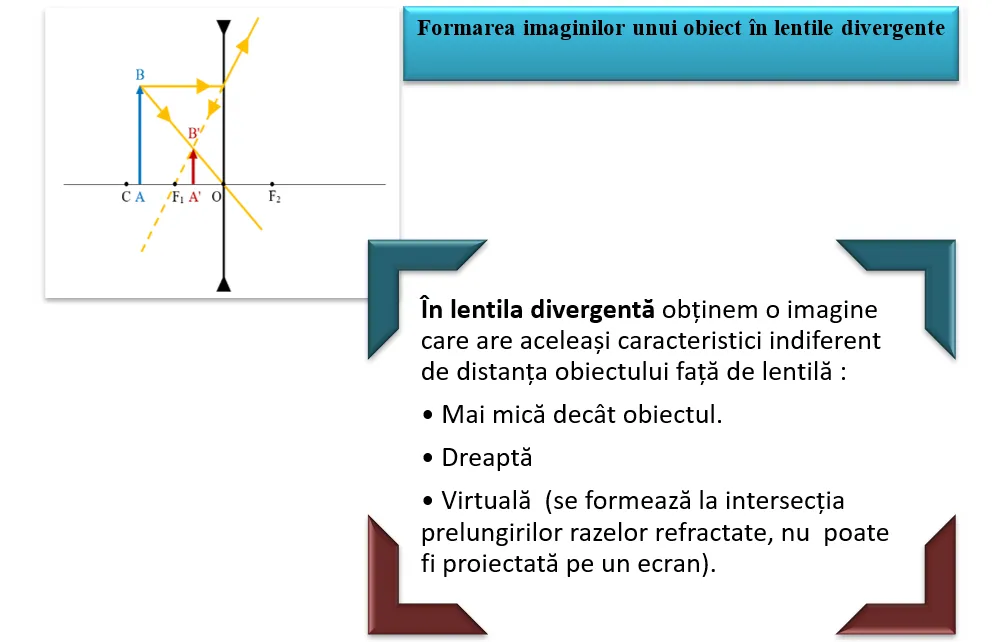 Formarea imaginilor unui obiect în lentile divergente
B
B'
C A F₁ A' O F₂
În lentila divergentă obținem o imagine
care are aceleași caracteristici indiferent
de distanța obiectului față de lentilă :
• Mai mică decât obiectul.
• Dreaptă
• Virtuală (se formează la intersecția
prelungirilor razelor refractate, nu poate
fi proiectată pe un ecran).